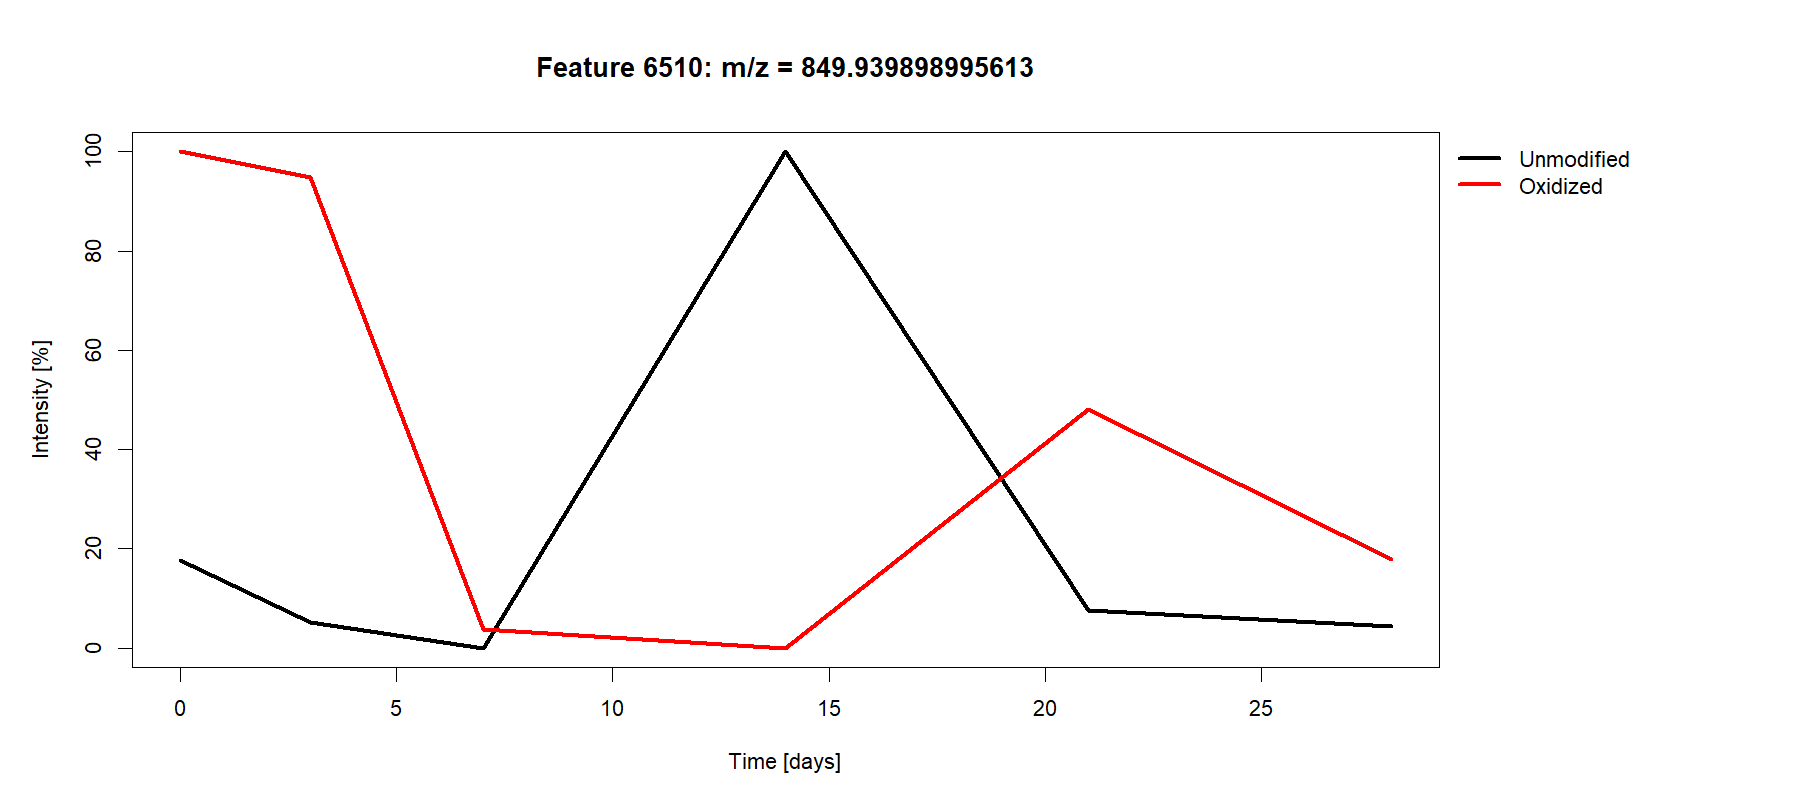 Feature 6510: m/z = 849.939898995613
Unmodified
Oxidized
Intensity [%]
100
80
60
40
20
0
0 5 10 15 20 25
Time [days]